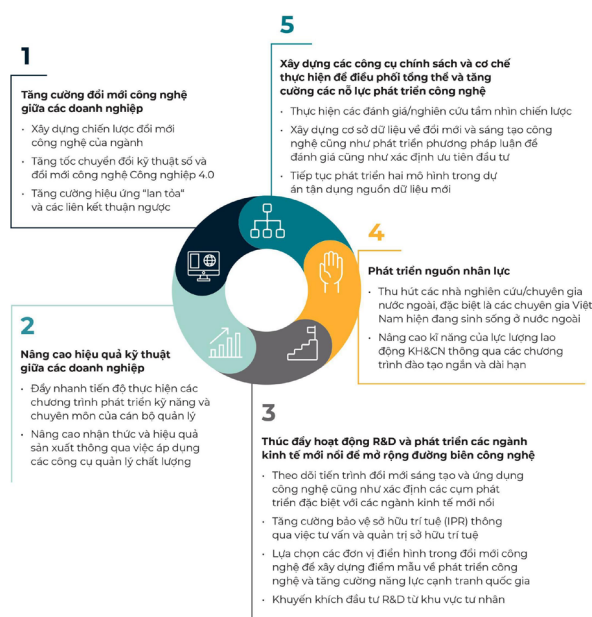 1
Tăng cường đổi mới công nghệ
giữa các doanh nghiệp
• Xây dựng chiến lược đổi mới
công nghệ của ngành
• Tăng tốc chuyển đổi kỹ thuật số và
đổi mới công nghệ Công nghiệp 4.0
• Tăng cường hiệu ứng "lan tỏa"
và các liên kết thuận ngược
2
Nâng cao hiệu quả kỹ thuật
giữa các doanh nghiệp
• Đẩy nhanh tiến độ thực hiện các
chương trình phát triển kỹ năng và
chuyên môn của cán bộ quản lý
• Nâng cao nhận thức và hiệu quả
sản xuất thông qua việc áp dụng
các công cụ quản lý chất lượng
3
Thúc đẩy hoạt động R&D và phát triển các ngành
kinh tế mới nổi để mở rộng đường biên công nghệ
• Theo dõi tiến trình đổi mới sáng tạo và ứng dụng
công nghệ cũng như xác định các cụm phát
triển đặc biệt với các ngành kinh tế mới nổi
• Tăng cường bảo vệ sở hữu trí tuệ (IPR) thông
qua việc tư vấn và quản trị sở hữu trí tuệ
• Lựa chọn các đơn vị điển hình trong đổi mới công
nghệ để xây dựng điểm mẫu về phát triển công
nghệ và tăng cường năng lực cạnh tranh quốc gia
• Khuyến khích đầu tư R&D từ khu vực tư nhân
4
Phát triển nguồn nhân lực
• Thu hút các nhà nghiên cứu/chuyên gia
nước ngoài, đặc biệt là các chuyên gia Việt
Nam hiện đang sinh sống ở nước ngoài
• Nâng cao kĩ năng của lực lượng lao
động KH&CN thông qua các chương
trình đào tạo ngắn và dài hạn
5
Xây dựng các công cụ chính sách và cơ chế
thực hiện để điều phối tổng thể và tăng
cường các nỗ lực phát triển công nghệ
• Thực hiện các đánh giá/nghiên cứu tầm nhìn chiến lược
• Xây dựng cơ sở dữ liệu về đổi mới và sáng tạo công
nghệ cũng như phát triển phương pháp luận để
đánh giá cũng như xác định ưu tiên đầu tư
• Tiếp tục phát triển hai mô hình trong dự
án tận dụng nguồn dữ liệu mới